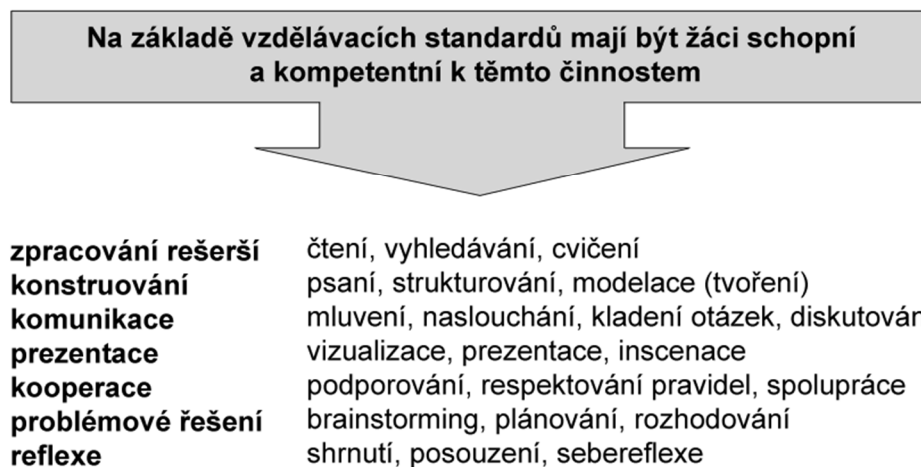 Na základě vzdělávacích standardů mají být žáci schopní
a kompetentní k těmto činnostem
zpracování rešerší čtení, vyhledávání, cvičení
konstruování psaní, strukturování, modelace (tvoření)
komunikace mluvení, naslouchání, kladení otázek, diskutován
prezentace vizualizace, prezentace, inscenace
kooperace podporování, respektování pravidel, spolupráce
problémové řešení brainstorming, plánování, rozhodování
reflexe shrnutí, posouzení, sebereflexe